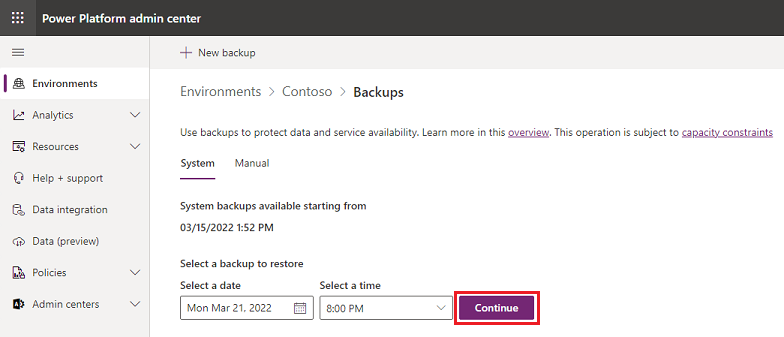 Power Platform admin center
New backup
Environments
Analytics
Resources
Help + support
Data integration
Data (preview)
Policies
Admin centers
Environments > Contoso > Backups
Use backups to protect data and service availability. Learn more in this overview. This operation is subject to capacity constraints
System Manual
System backups available starting from
03/15/2022 1:52 PM
Select a backup to restore
Select a date Select a time
Mon Mar 21, 2022 8:00 PM Continue